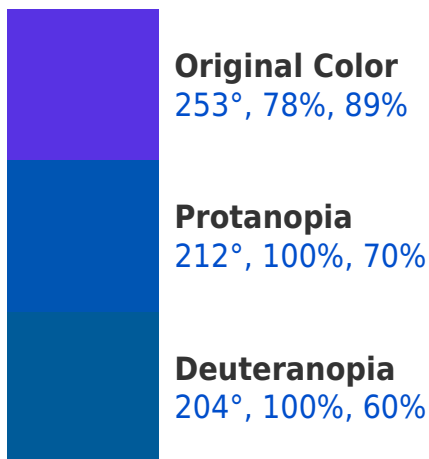 Original Color
253°, 78%, 89%
Protanopia
212°, 100%, 70%
Deuteranopia
204°, 100%, 60%